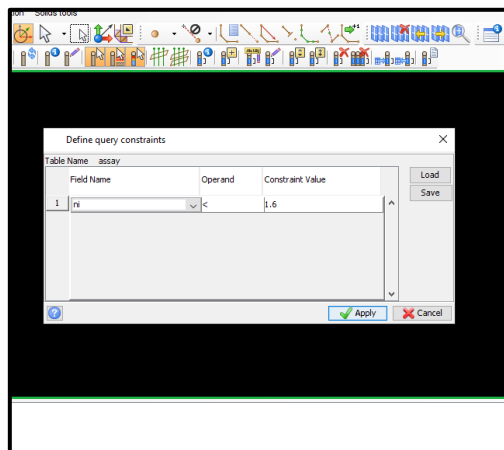 Solids tools
Define query constraints
Table Name assay
Field Name Operand Constraint Value
Load
Save
1 ni < 1.6
Apply Cancel